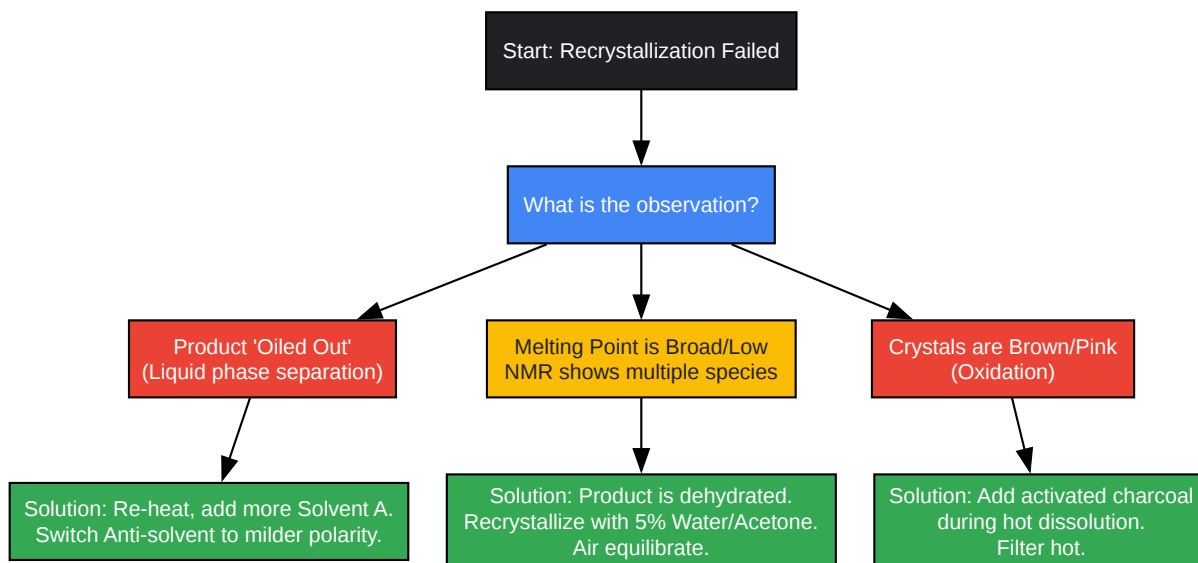 Start: Recrystallization Failed
What is the observation?
Product 'Oiled Out'
(Liquid phase separation)
Melting Point is Broad/Low
NMR shows multiple species
Crystals are Brown/Pink
(Oxidation)
Solution: Re-heat, add more Solvent A.
Switch Anti-solvent to milder polarity.
Solution: Product is dehydrated.
Recrystallize with 5% Water/Acetone.
Air equilibrate.
Solution: Add activated charcoal
during hot dissolution.
Filter hot.